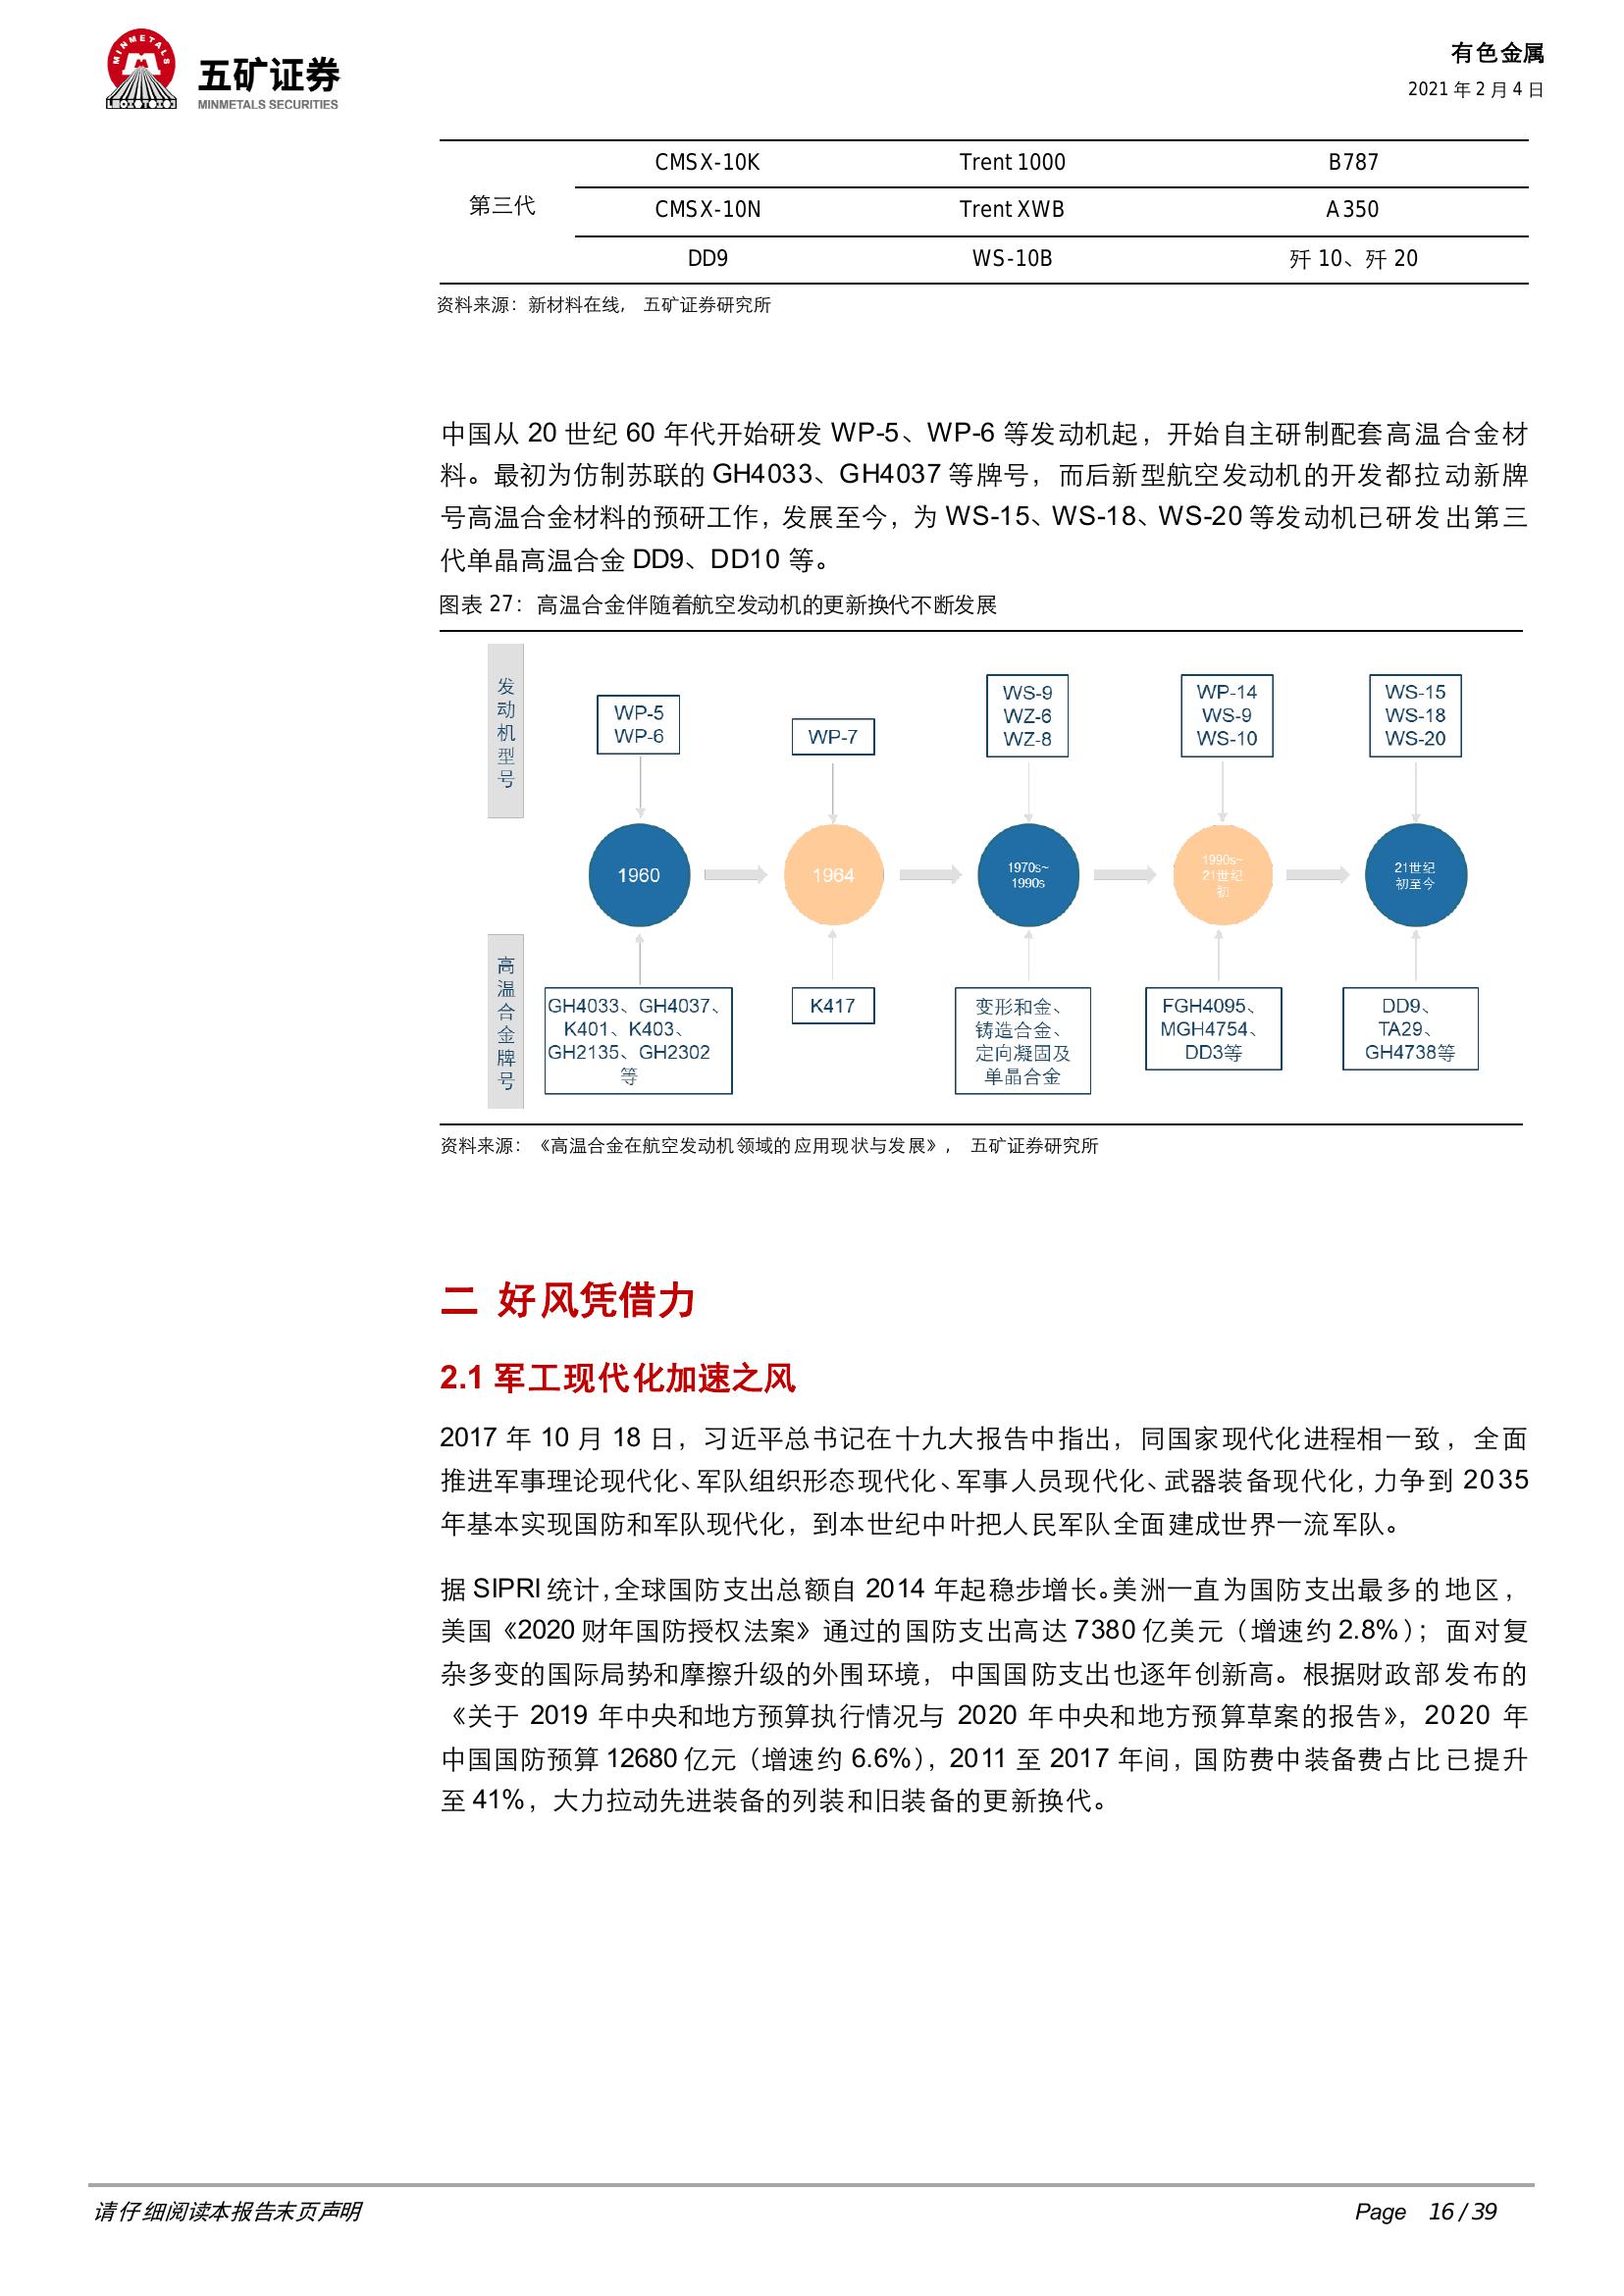 MINMETALS
五矿证券
MINMETALS SECURITIES
有色金属
2021 年 2 月 4 日
第三代
CMSX-10K Trent 1000 B787
CMSX-10N Trent XWB A350
DD9 WS-10B 歼 10、歼 20
资料来源：新材料在线， 五矿证券研究所
中国从 20 世纪 60 年代开始研发 WP-5、WP-6 等发动机起，开始自主研制配套高温合金材
料。最初为仿制苏联的 GH4033、GH4037 等牌号，而后新型航空发动机的开发都拉动新牌
号高温合金材料的预研工作，发展至今，为 WS-15、WS-18、WS-20 等发动机已研发出第三
代单晶高温合金 DD9、DD10 等。
图表 27：高温合金伴随着航空发动机的更新换代不断发展
发动机型号
WP-5
WP-6
WP-7
WS-9
WZ-6
WZ-8
WP-14
WS-9
WS-10
WS-15
WS-18
WS-20
1960
1964
1970s~
1990s
1990s~
21世纪
初
21世纪
初至今
高温合金牌号
GH4033、GH4037、
K401、K403、
GH2135、GH2302
等
K417
变形和金、
铸造合金、
定向凝固及
单晶合金
FGH4095、
MGH4754、
DD3等
DD9、
TA29、
GH4738等
资料来源：《高温合金在航空发动机领域的应用现状与发展》， 五矿证券研究所
二 好风凭借力
2.1 军工现代化加速之风
2017 年 10 月 18 日，习近平总书记在十九大报告中指出，同国家现代化进程相一致，全面
推进军事理论现代化、军队组织形态现代化、军事人员现代化、武器装备现代化，力争到 2035
年基本实现国防和军队现代化，到本世纪中叶把人民军队全面建成世界一流军队。
据 SIPRI 统计，全球国防支出总额自 2014 年起稳步增长。美洲一直为国防支出最多的地区，
美国《2020 财年国防授权法案》通过的国防支出高达 7380 亿美元（增速约 2.8%）；面对复
杂多变的国际局势和摩擦升级的外围环境，中国国防支出也逐年创新高。根据财政部发布的
《关于 2019 年中央和地方预算执行情况与 2020 年中央和地方预算草案的报告》，2020 年
中国国防预算 12680 亿元（增速约 6.6%），2011 至 2017 年间，国防费中装备费占比已提升
至 41%，大力拉动先进装备的列装和旧装备的更新换代。
请仔细阅读本报告末页声明
Page 16 / 39